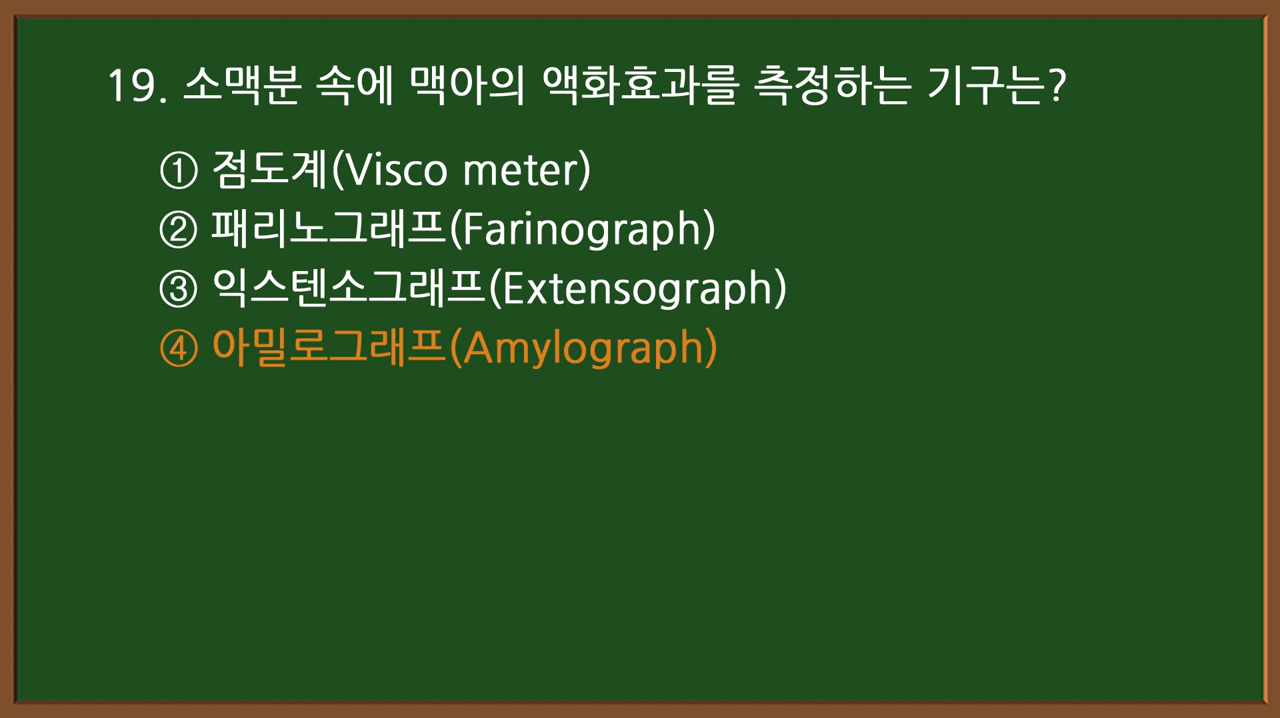 19. 소맥분 속에 맥아의 액화효과를 측정하는 기구는?
① 점도계(Visco meter)
② 패리노그래프(Farinograph)
③ 익스텐소그래프(Extensograph)
④ 아밀로그래프(Amylograph)